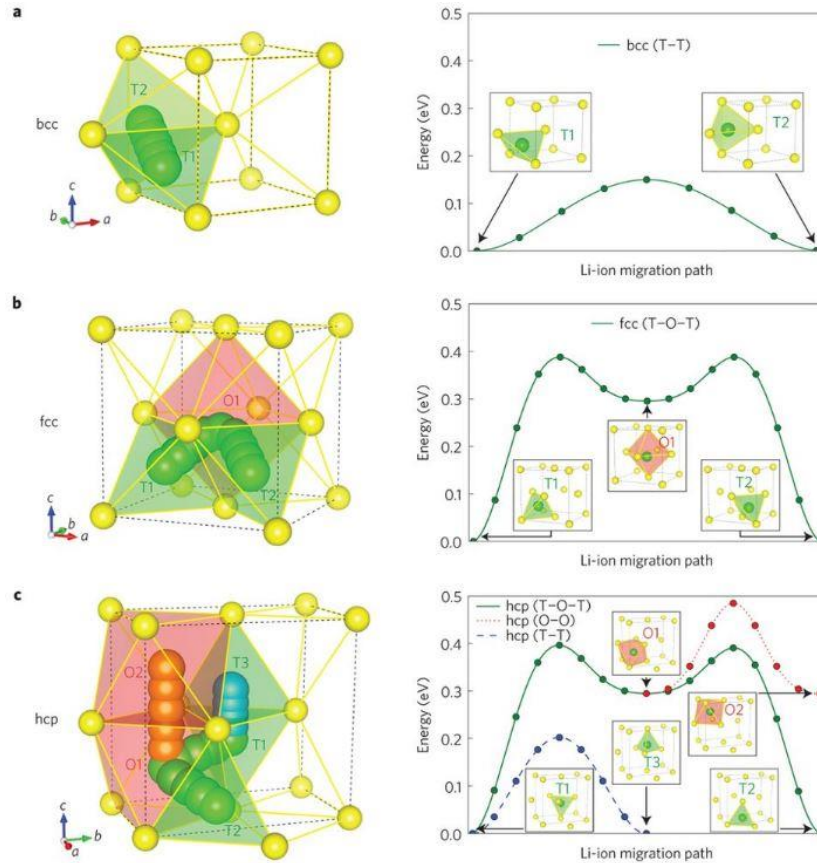 a
bcc
T2
T1
c
b
a
Energy (eV)
0.5
0.4
0.3
0.2
0.1
0.0
bcc (T–T)
T1
T2
Li-ion migration path
b
fcc
O1
T1
T2
c
b
a
Energy (eV)
0.5
0.4
0.3
0.2
0.1
0.0
fcc (T–O–T)
O1
T1
T2
Li-ion migration path
c
hcp
O2
T3
O1
T1
T2
c
b
a
Energy (eV)
0.5
0.4
0.3
0.2
0.1
0.0
hcp (T–O–T)
hcp (O–O)
hcp (T–T)
O1
O2
T3
T1
T2
Li-ion migration path